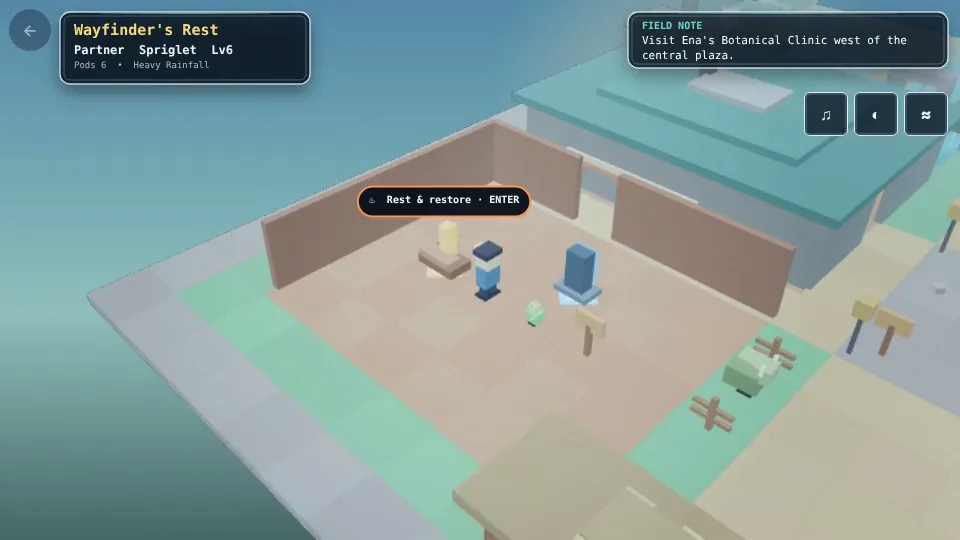 Wayfinder's Rest
Partner Spriglet Lv6
Pods 6 • Heavy Rainfall
FIELD NOTE
Visit Ena's Botanical Clinic west of the
central plaza.
Rest & restore · ENTER